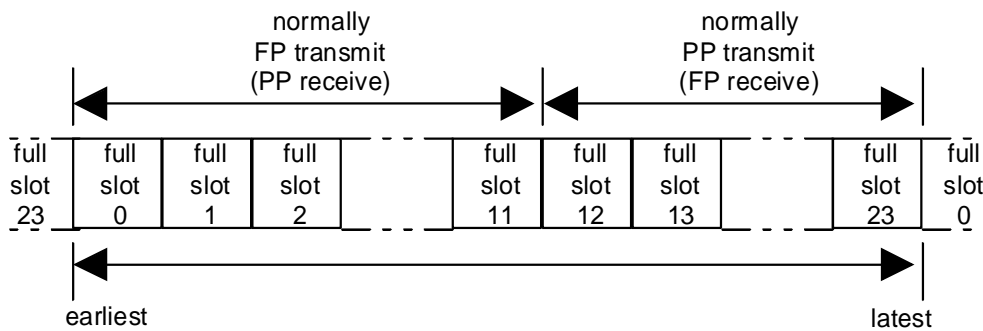 normally
FP transmit
(PP receive)
normally
PP transmit
(FP receive)
full slot 23
full slot 0
full slot 1
full slot 2
full slot 11
full slot 12
full slot 13
full slot 23
full slot 0
earliest
latest